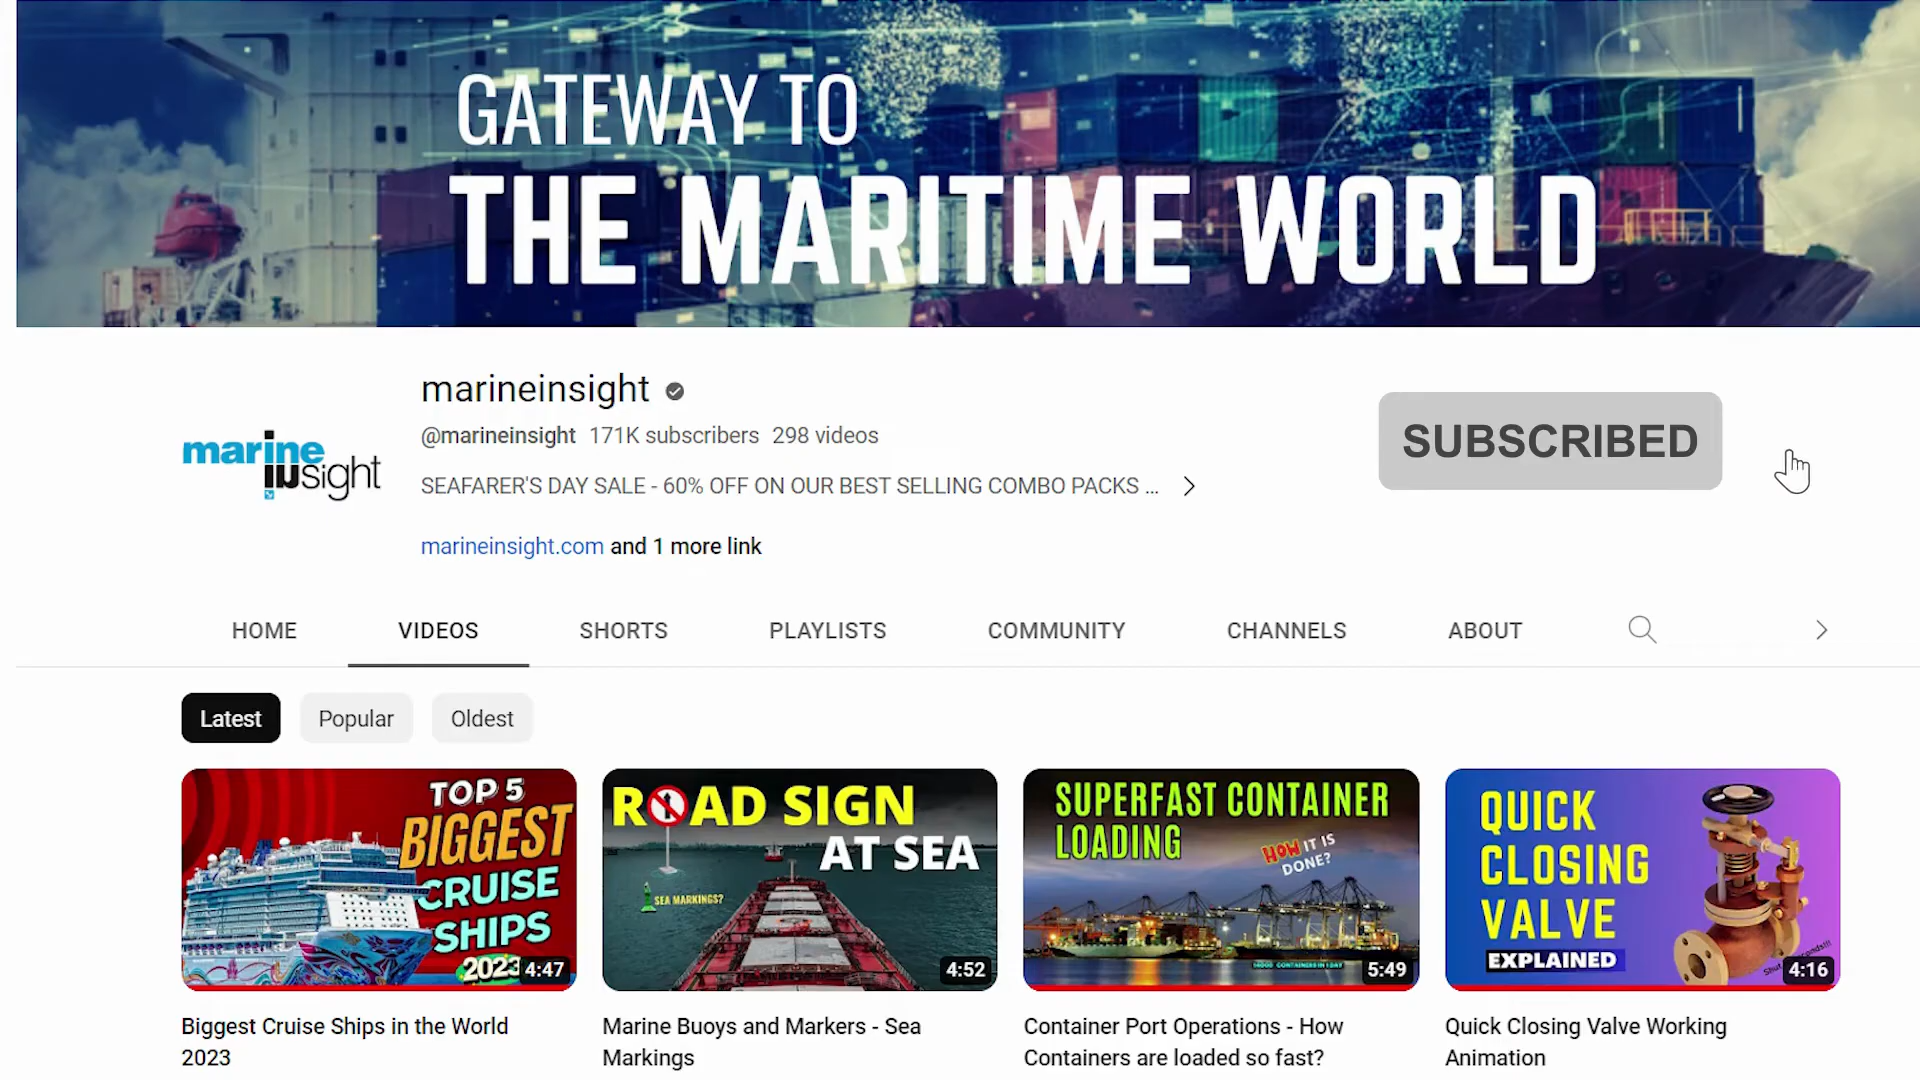 GATEWAY TO
THE MARITIME WORLD
marine
insight
marineinsight
@marineinsight 171K subscribers 298 videos
SEAFARER'S DAY SALE - 60% OFF ON OUR BEST SELLING COMBO PACKS ...
marineinsight.com and 1 more link
SUBSCRIBED
HOME VIDEOS SHORTS PLAYLISTS COMMUNITY CHANNELS ABOUT
Latest Popular Oldest
TOP 5
BIGGEST
CRUISE
SHIPS
2023
4:47
ROAD SIGN
AT SEA
SEA MARKINGS?
4:52
SUPERFAST CONTAINER
LOADING
HOW IT IS
DONE?
CONTAINERS IN 1 DAY
5:49
QUICK
CLOSING
VALVE
EXPLAINED
4:16
Biggest Cruise Ships in the World
2023
Marine Buoys and Markers - Sea
Markings
Container Port Operations - How
Containers are loaded so fast?
Quick Closing Valve Working
Animation